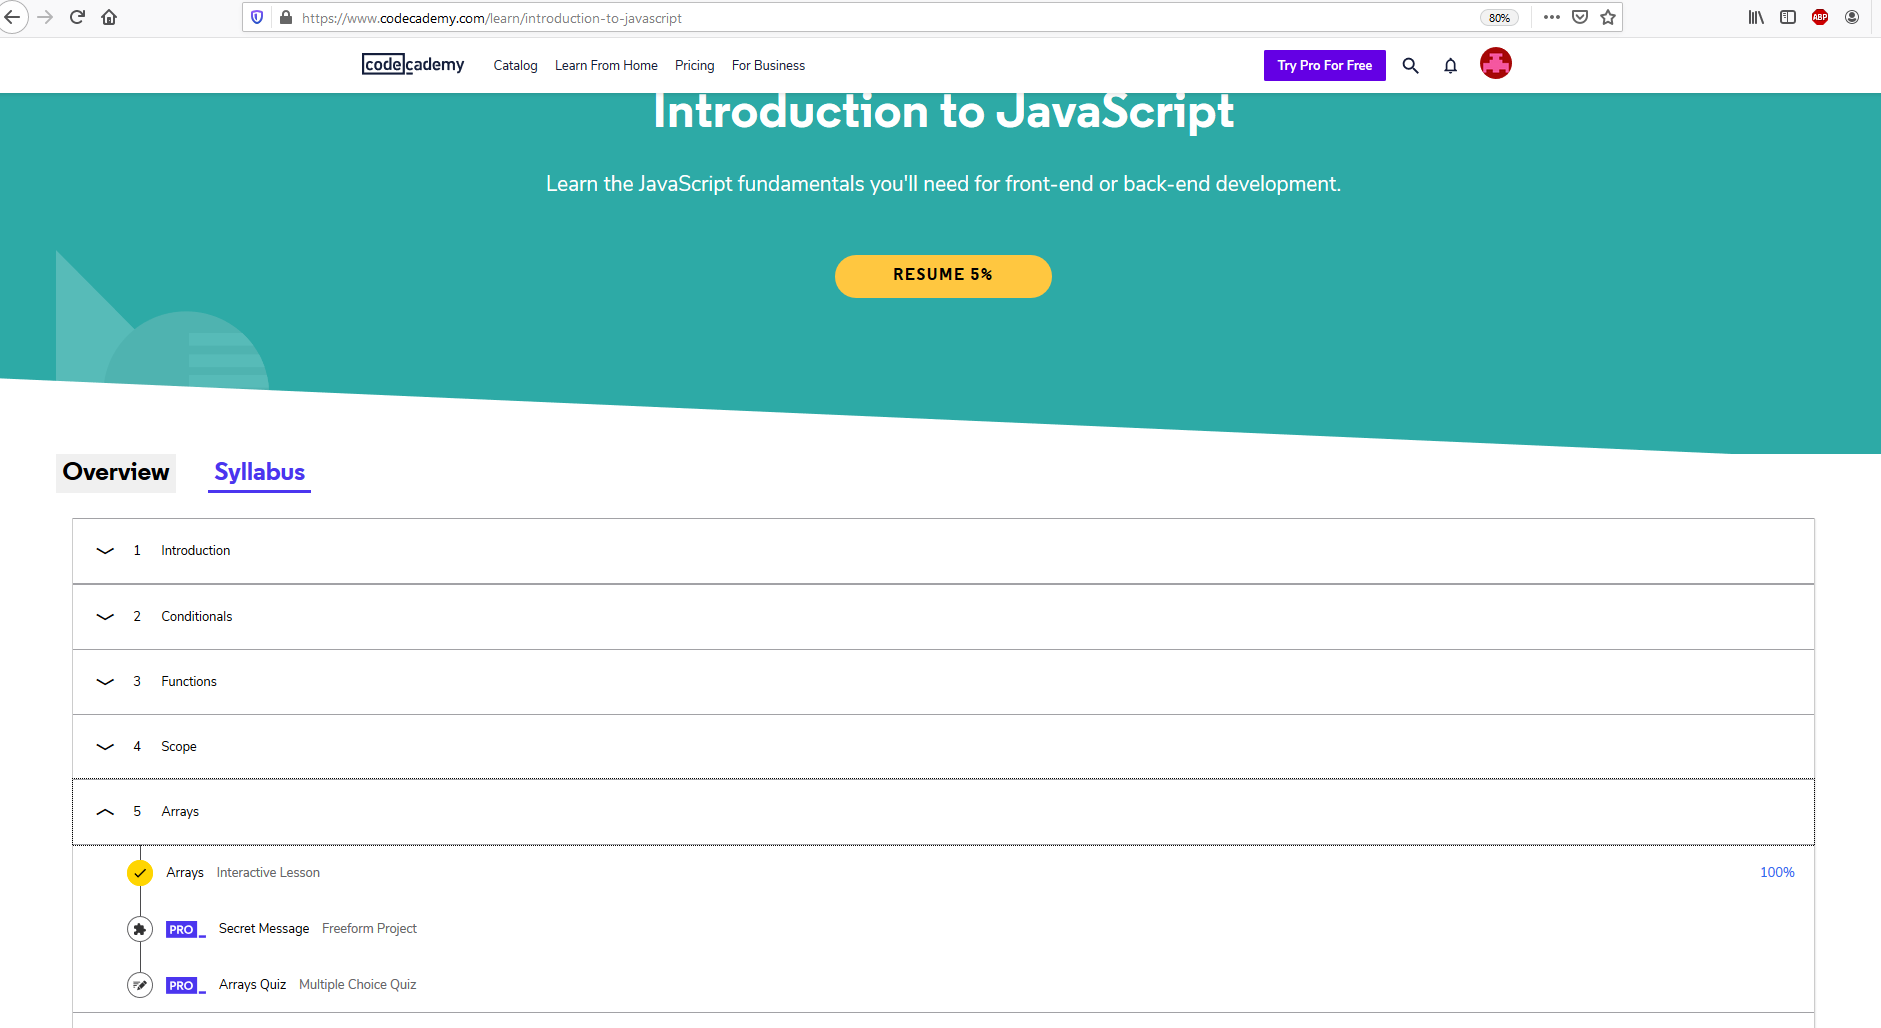 https://www.codecademy.com/learn/introduction-to-javascript 80% ABP
codecademy Catalog Learn From Home Pricing For Business Try Pro For Free
Introduction to JavaScript
Learn the JavaScript fundamentals you'll need for front-end or back-end development.
RESUME 5%
Overview Syllabus
1 Introduction
2 Conditionals
3 Functions
4 Scope
5 Arrays
Arrays Interactive Lesson 100%
PRO_ Secret Message Freeform Project
PRO_ Arrays Quiz Multiple Choice Quiz